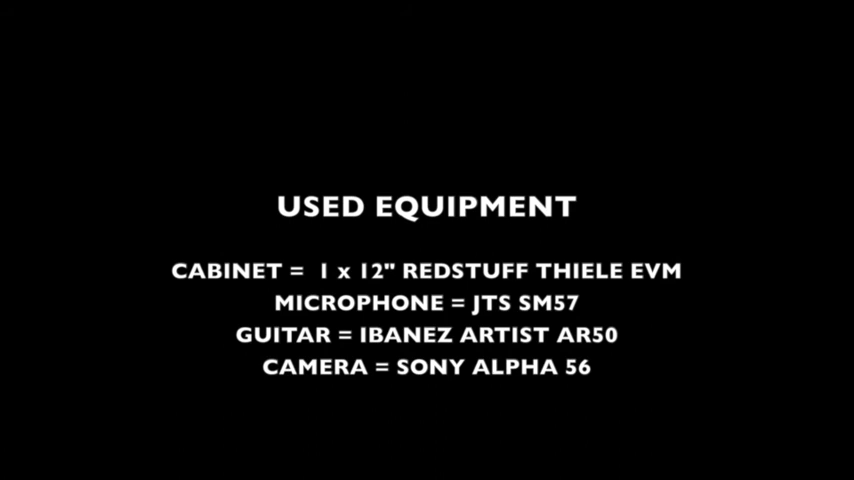 USED EQUIPMENT
CABINET = 1 x 12" REDSTUFF THIELE EVM
MICROPHONE = JTS SM57
GUITAR = IBANEZ ARTIST AR50
CAMERA = SONY ALPHA 56